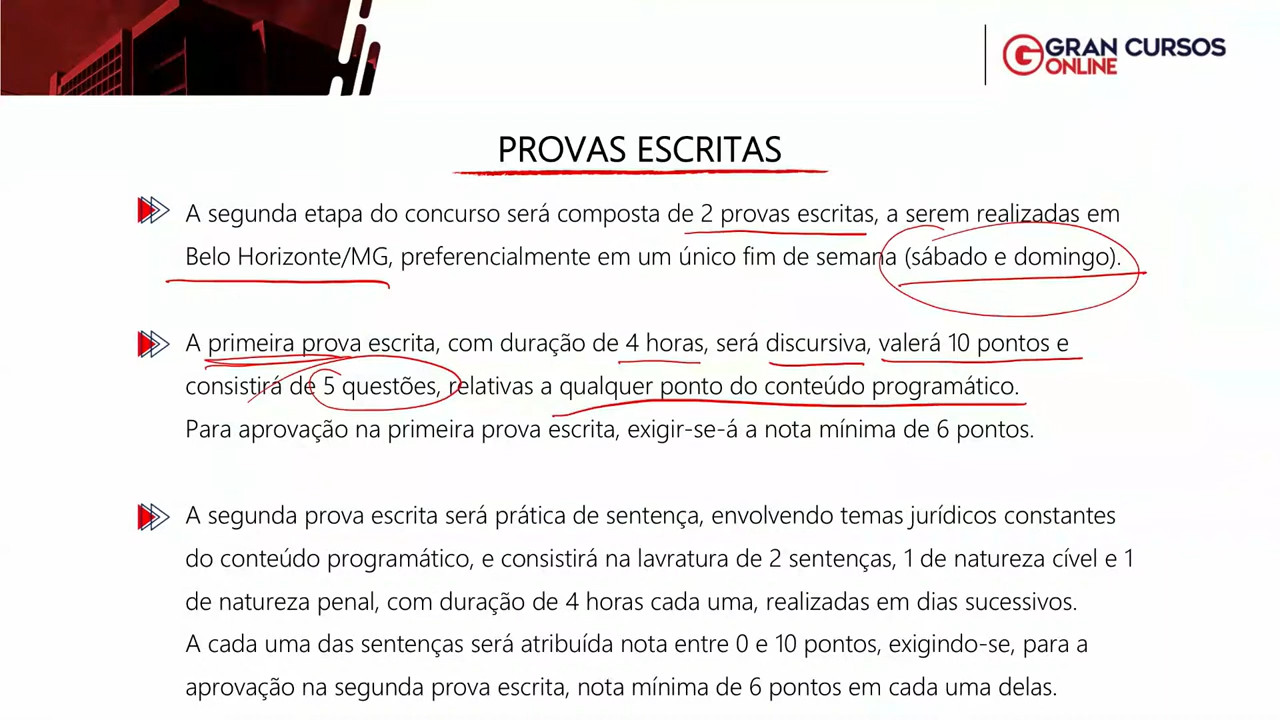 GRAN CURSOS
ONLINE
PROVAS ESCRITAS
A segunda etapa do concurso será composta de 2 provas escritas, a serem realizadas em
Belo Horizonte/MG, preferencialmente em um único fim de semana (sábado e domingo).
A primeira prova escrita, com duração de 4 horas, será discursiva, valerá 10 pontos e
consistirá de 5 questões, relativas a qualquer ponto do conteúdo programático.
Para aprovação na primeira prova escrita, exigir-se-á a nota mínima de 6 pontos.
A segunda prova escrita será prática de sentença, envolvendo temas jurídicos constantes
do conteúdo programático, e consistirá na lavratura de 2 sentenças, 1 de natureza cível e 1
de natureza penal, com duração de 4 horas cada uma, realizadas em dias sucessivos.
A cada uma das sentenças será atribuída nota entre 0 e 10 pontos, exigindo-se, para a
aprovação na segunda prova escrita, nota mínima de 6 pontos em cada uma delas.